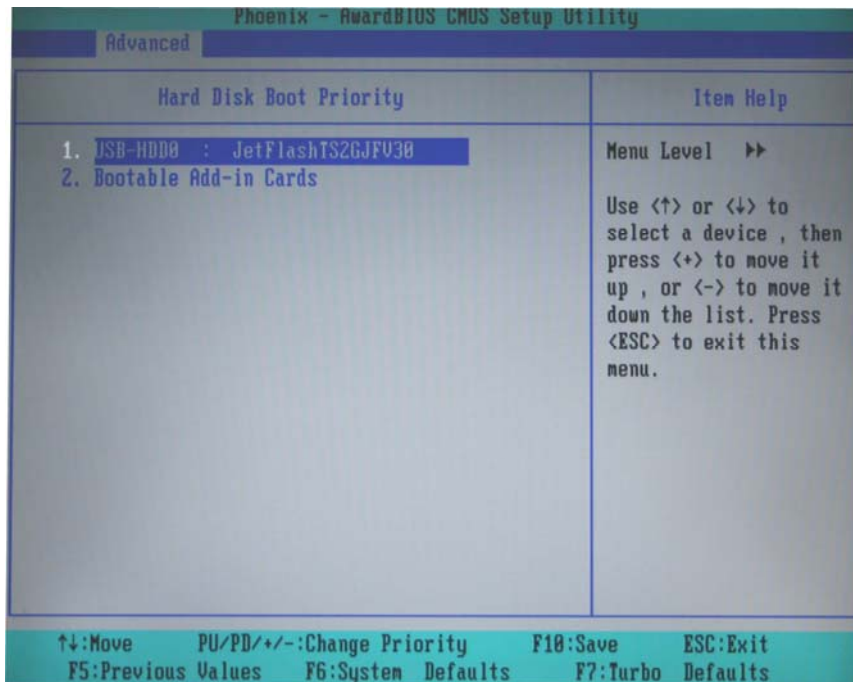 Phoenix - AwardBIOS CMOS Setup Utility
Advanced
Hard Disk Boot Priority
Item Help
1. USB-HDD0 : JetFlashTS2GJFV30
2. Bootable Add-in Cards
Menu Level ▸▸
Use <↑> or <↓> to
select a device , then
press <+> to move it
up , or <-> to move it
down the list. Press
<ESC> to exit this
menu.
↑↓:Move PU/PD/+/-:Change Priority F10:Save ESC:Exit
F5:Previous Values F6:System Defaults F7:Turbo Defaults